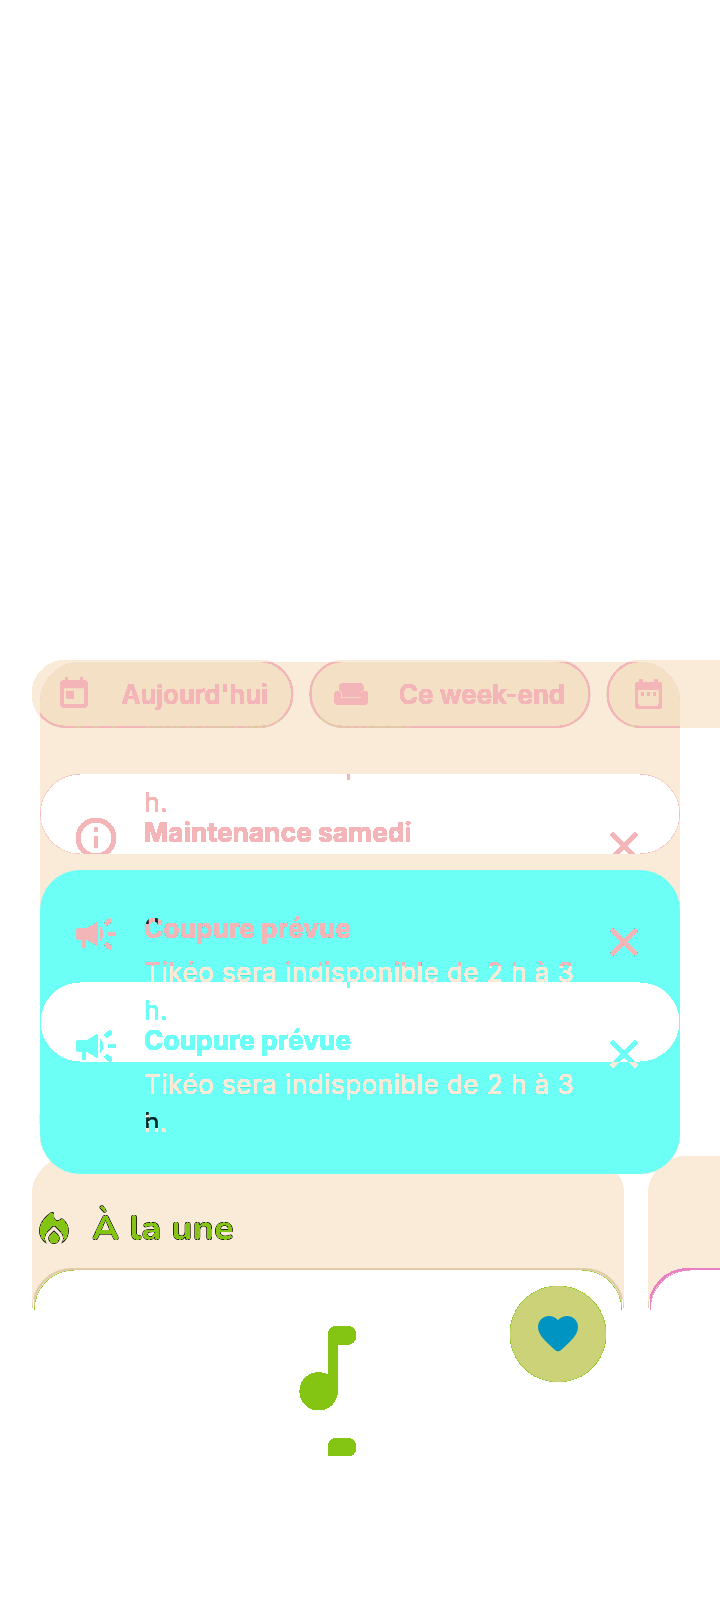 Aujourd'hui Ce week-end
h.
Maintenance samedi
Coupure prévue
Tikéo sera indisponible de 2 h à 3
h.
Coupure prévue
Tikéo sera indisponible de 2 h à 3
h.
À la une